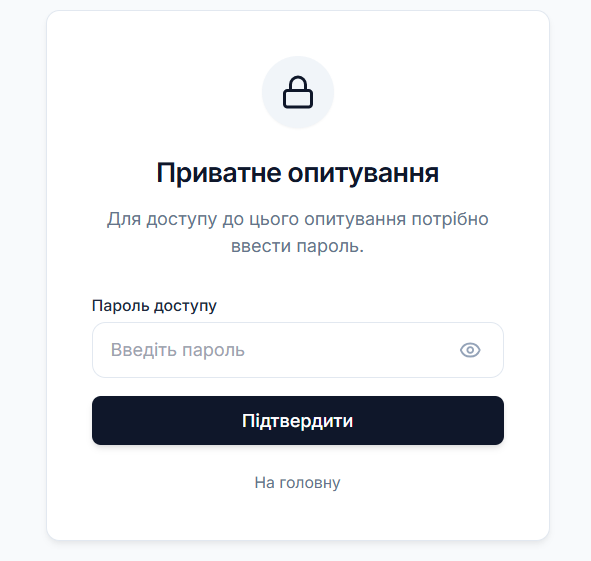 Приватне опитування
Для доступу до цього опитування потрібно
ввести пароль.
Пароль доступу
Введіть пароль
Підтвердити
На головну